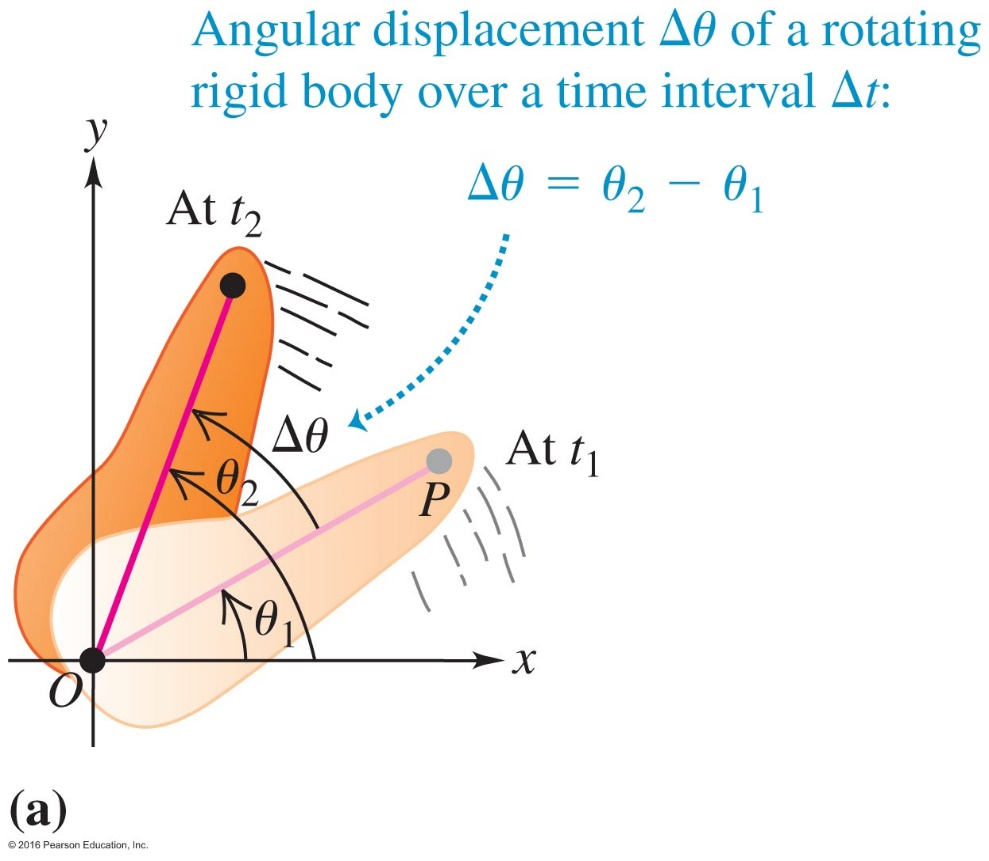 Angular displacement Δθ of a rotating
rigid body over a time interval Δt:
y
Δθ = θ₂ − θ₁
At t₂
Δθ
At t₁
θ₂
P
θ₁
x
O
(a)
© 2016 Pearson Education, Inc.